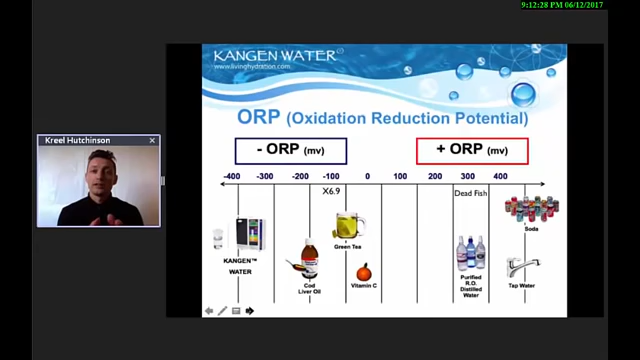 9:12:28 PM 06/12/2017
KANGEN WATER®
www.livinghydration.com
Kreel Hutchinson
ORP (Oxidation Reduction Potential)
- ORP (mv)
+ ORP (mv)
-400 -300 -200 -100 0 100 200 300 400
X6.9
Dead Fish
Soda
Green Tea
KANGEN™
WATER
Cod
Liver Oil
Vitamin C
Purified
R.O.
Distilled
Water
Tap Water